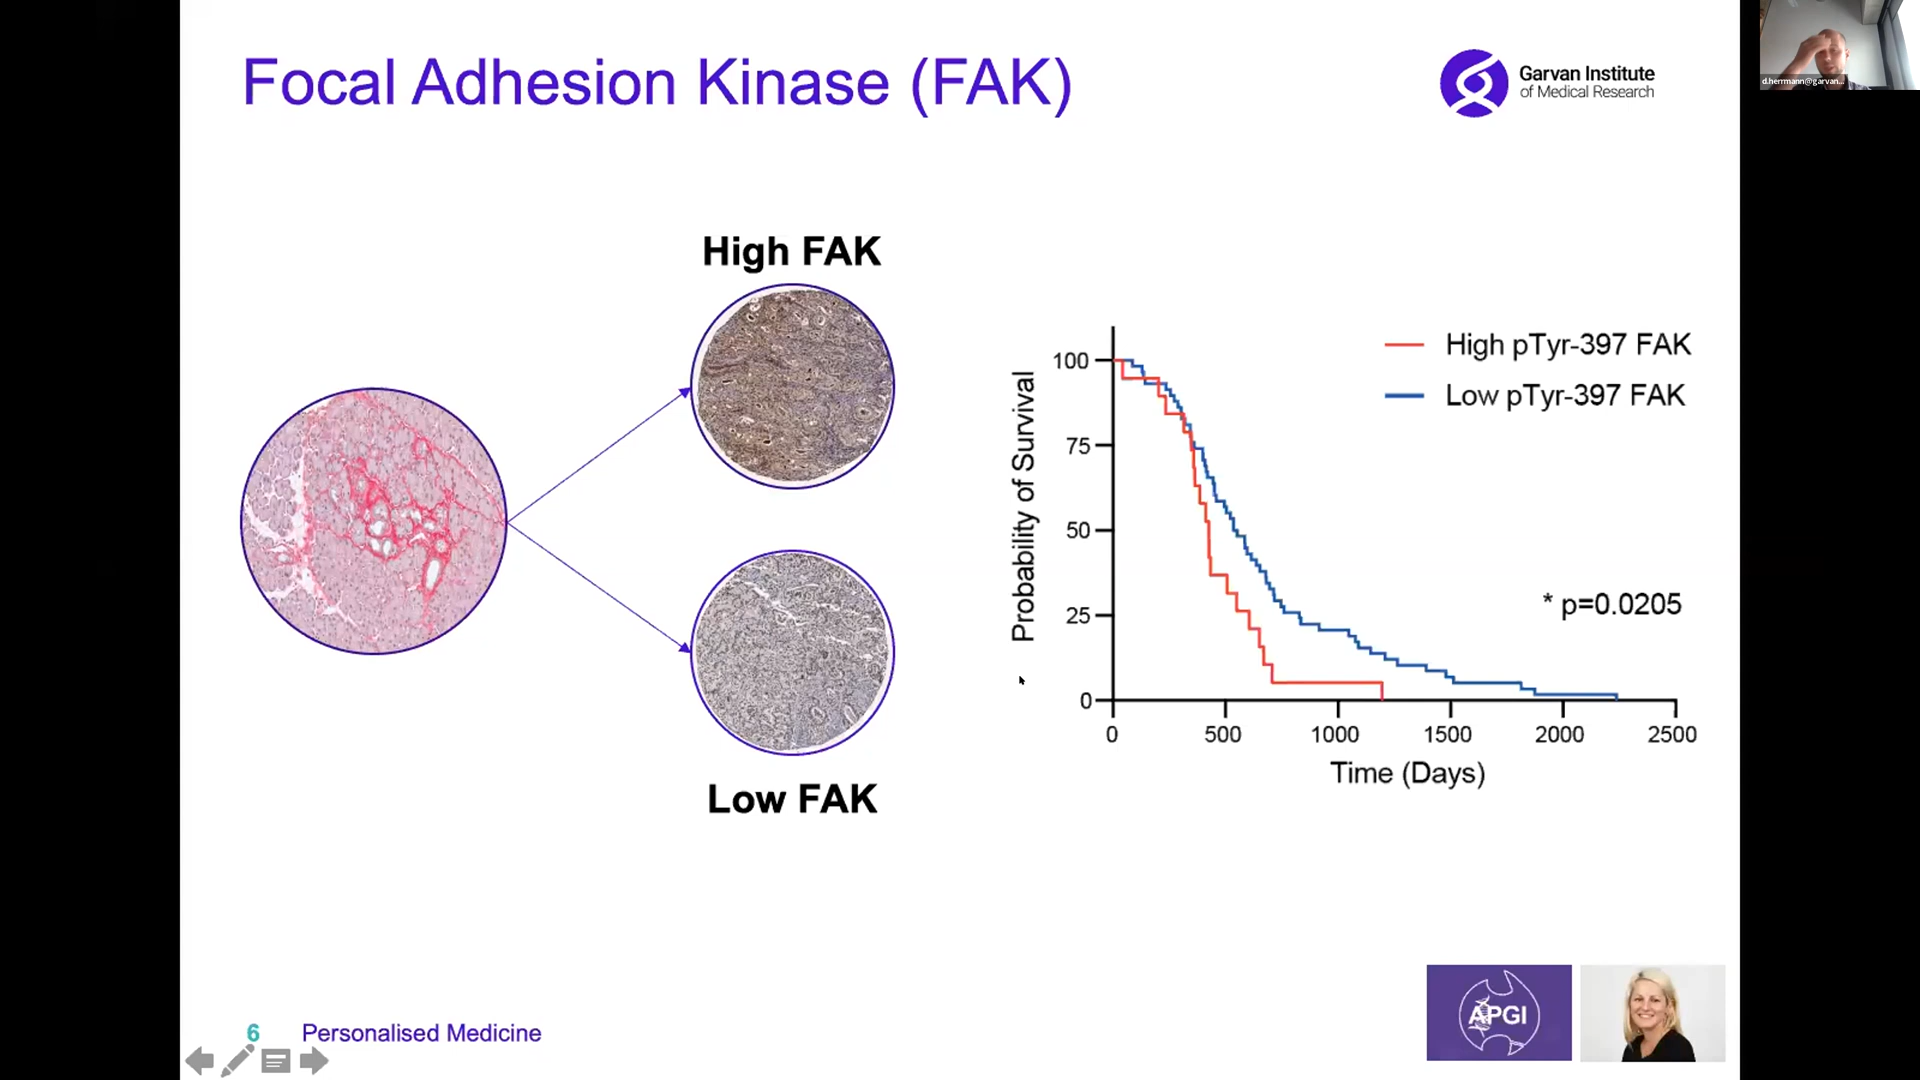 Focal Adhesion Kinase (FAK)
Garvan Institute
of Medical Research
d.herrmann@garvan...
High FAK
Low FAK
Probability of Survival
100
75
50
25
0
0 500 1000 1500 2000 2500
Time (Days)
High pTyr-397 FAK
Low pTyr-397 FAK
* p=0.0205
6 Personalised Medicine
APGI